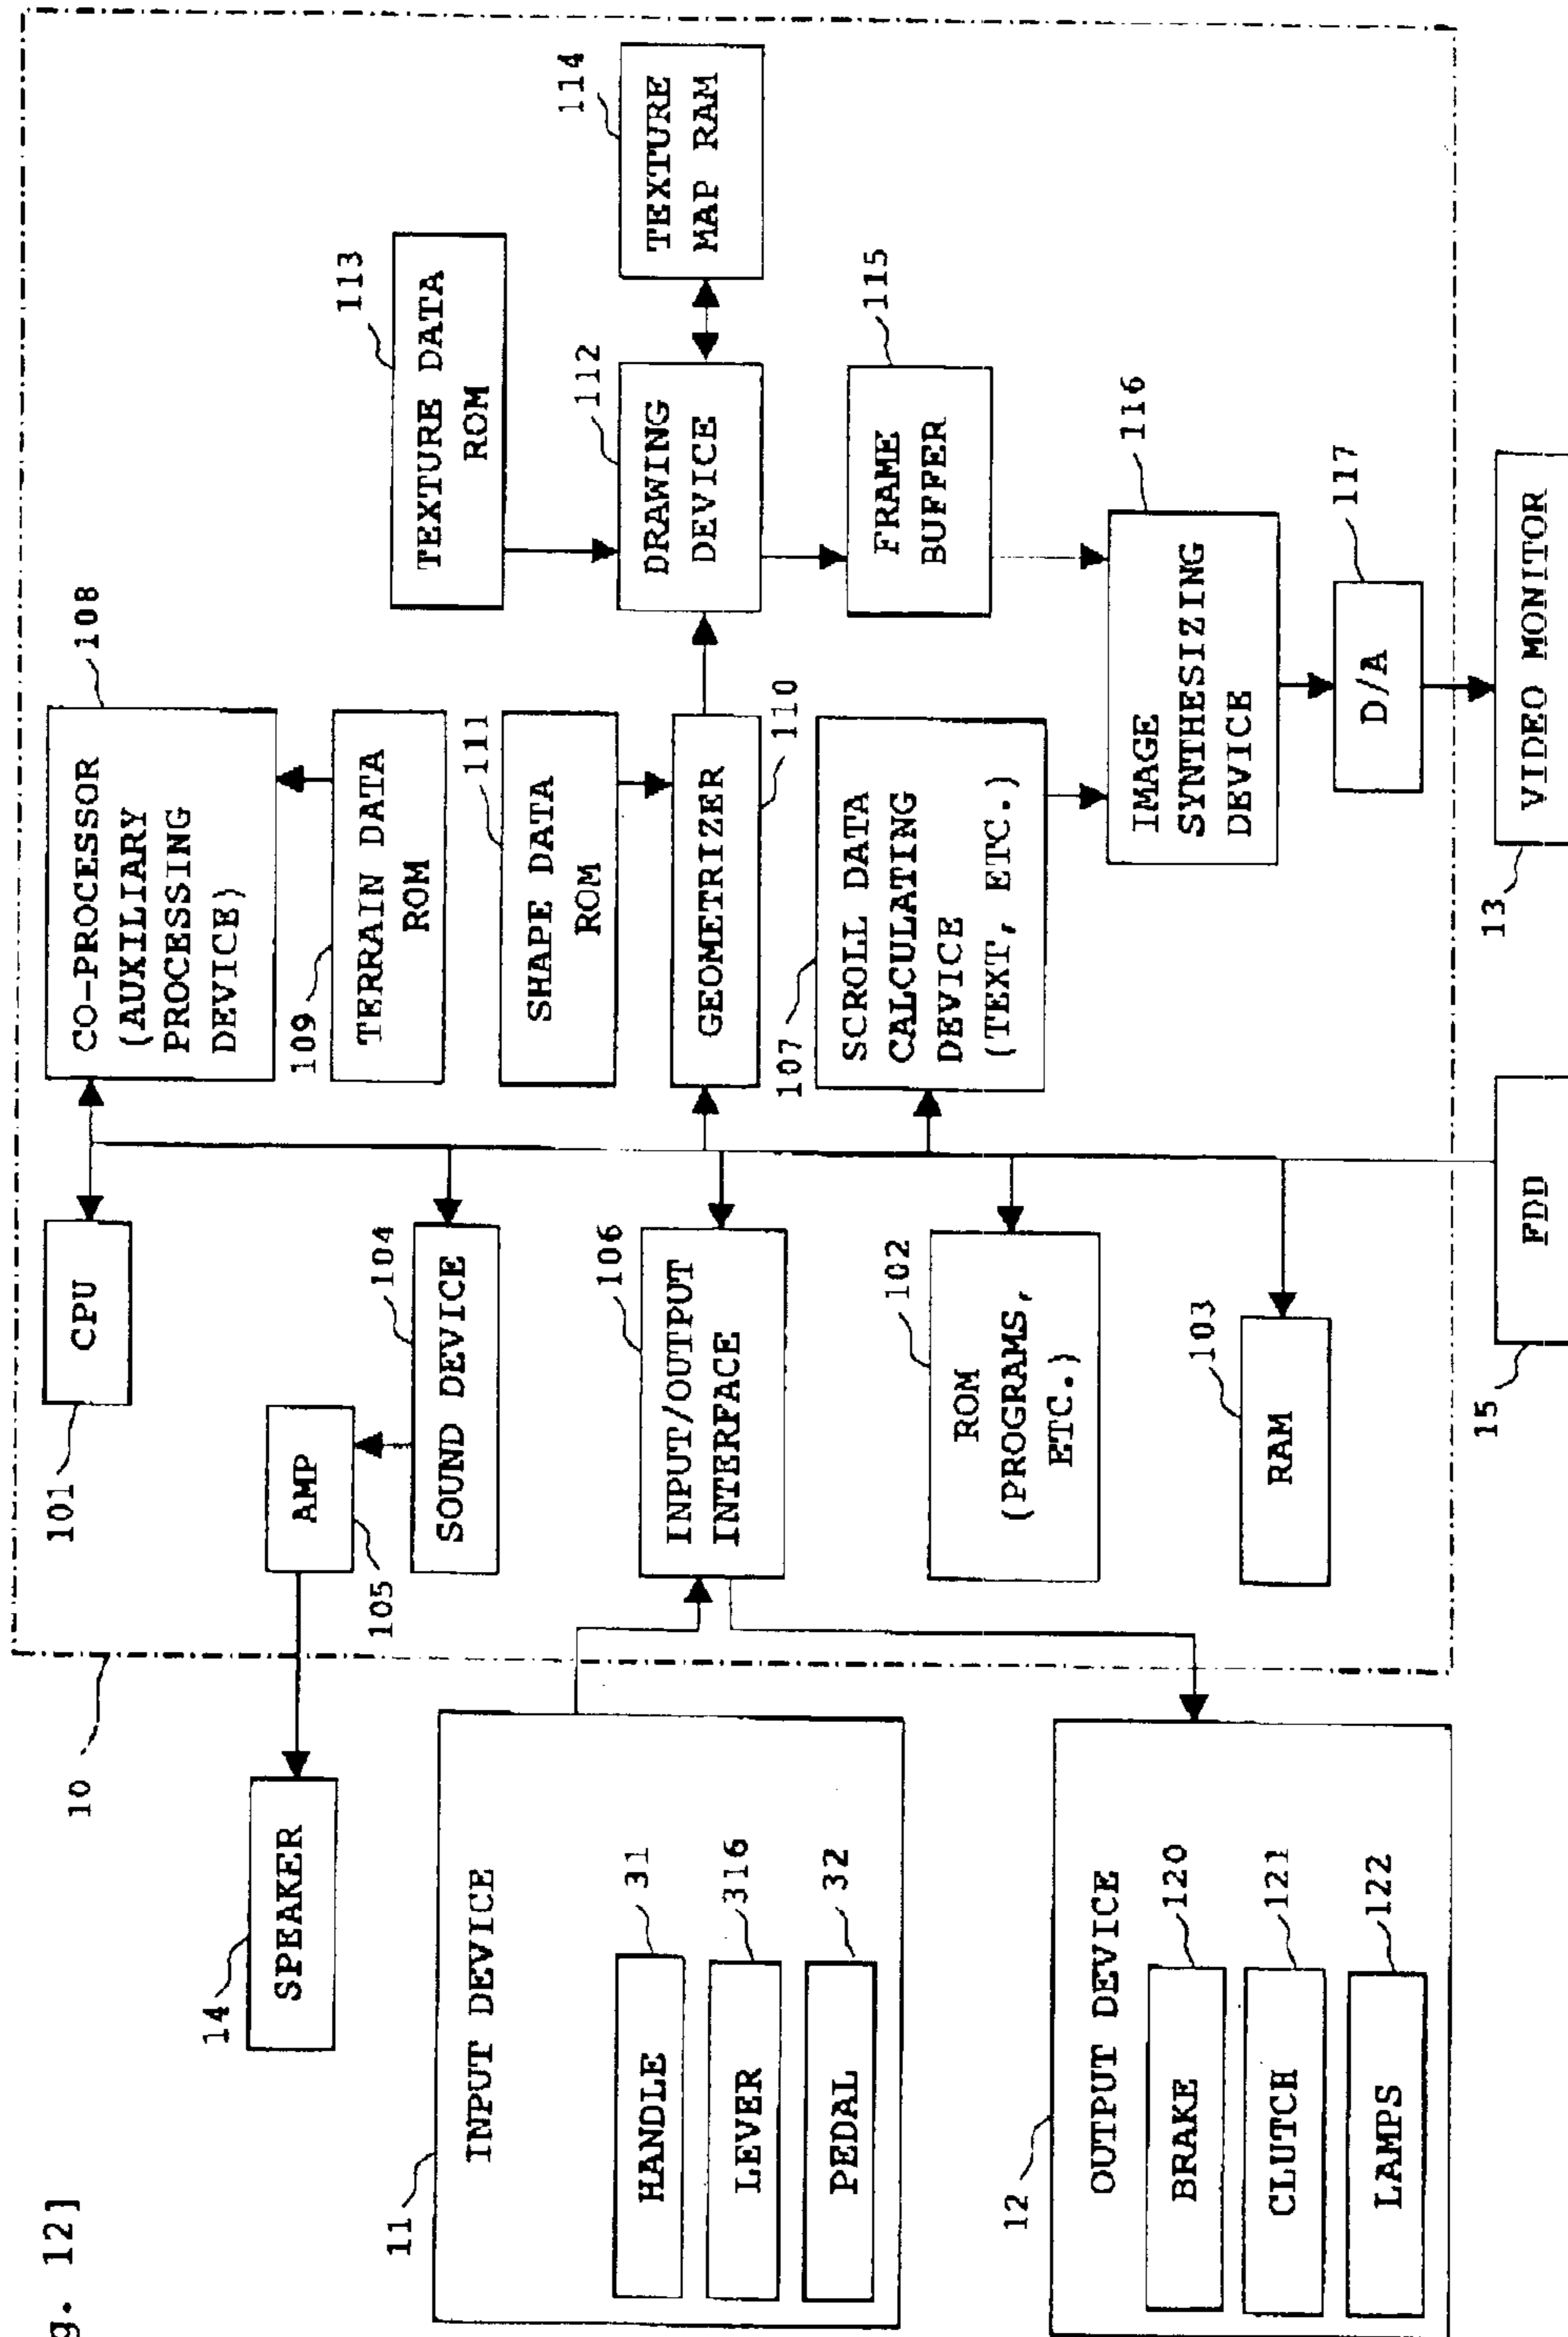 g. 12]
10
14
SPEAKER
AMP
105
101
CPU
SOUND DEVICE
104
CO-PROCESSOR
(AUXILIARY
PROCESSING
DEVICE)
108
109
TERRAIN DATA
ROM
SHAPE DATA
ROM
111
GEOMETRIZER
110
TEXTURE DATA
ROM
113
DRAWING
DEVICE
112
TEXTURE
MAP RAM
114
FRAME
BUFFER
115
11
INPUT DEVICE
HANDLE
31
LEVER
316
PEDAL
32
INPUT/OUTPUT
INTERFACE
106
107
SCROLL DATA
CALCULATING
DEVICE
(TEXT, ETC.)
ROM
(PROGRAMS,
ETC.)
102
IMAGE
SYNTHESIZING
DEVICE
116
12
OUTPUT DEVICE
BRAKE
120
CLUTCH
121
LAMPS
122
RAM
103
D/A
117
15
FDD
13
VIDEO MONITOR